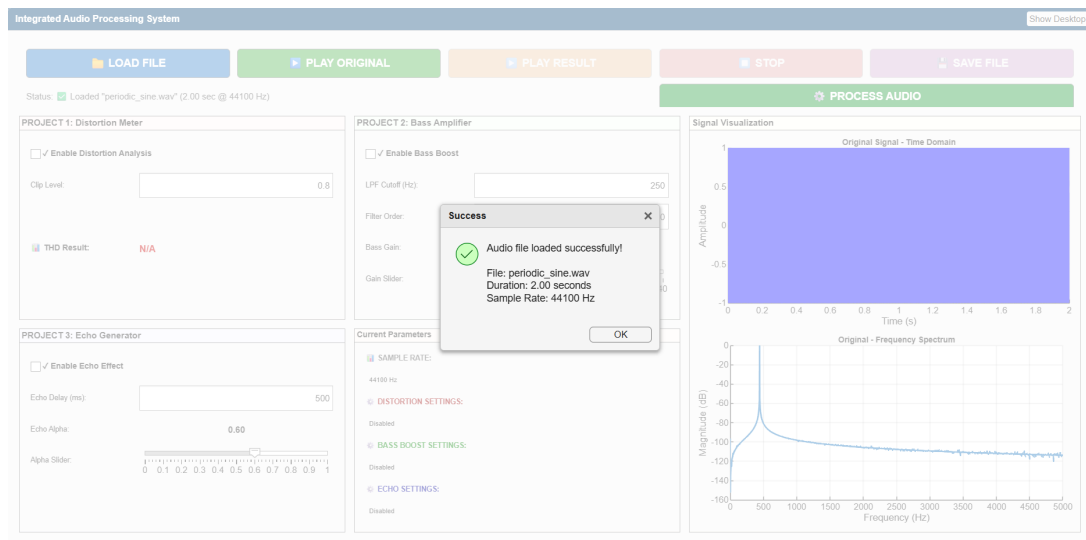 Integrated Audio Processing System
Show Desktop
LOAD FILE
PLAY ORIGINAL
PLAY RESULT
STOP
SAVE FILE
Status: ✅ Loaded "periodic_sine.wav" (2.00 sec @ 44100 Hz)
PROCESS AUDIO
PROJECT 1: Distortion Meter
✓ Enable Distortion Analysis
Clip Level:
0.8
THD Result:
N/A
PROJECT 2: Bass Amplifier
✓ Enable Bass Boost
LPF Cutoff (Hz):
250
Filter Order:
Bass Gain:
Gain Slider:
Success
Audio file loaded successfully!
File: periodic_sine.wav
Duration: 2.00 seconds
Sample Rate: 44100 Hz
OK
PROJECT 3: Echo Generator
✓ Enable Echo Effect
Echo Delay (ms):
500
Echo Alpha:
0.60
Alpha Slider:
0 0.1 0.2 0.3 0.4 0.5 0.6 0.7 0.8 0.9 1
Current Parameters
SAMPLE RATE:
44100 Hz
DISTORTION SETTINGS:
Disabled
BASS BOOST SETTINGS:
Disabled
ECHO SETTINGS:
Disabled
Signal Visualization
Original Signal - Time Domain
Amplitude
1
0.5
0
-0.5
-1
0 0.2 0.4 0.6 0.8 1 1.2 1.4 1.6 1.8 2
Time (s)
Original - Frequency Spectrum
Magnitude (dB)
0
-20
-40
-60
-80
-100
-120
-140
-160
0 500 1000 1500 2000 2500 3000 3500 4000 4500 5000
Frequency (Hz)